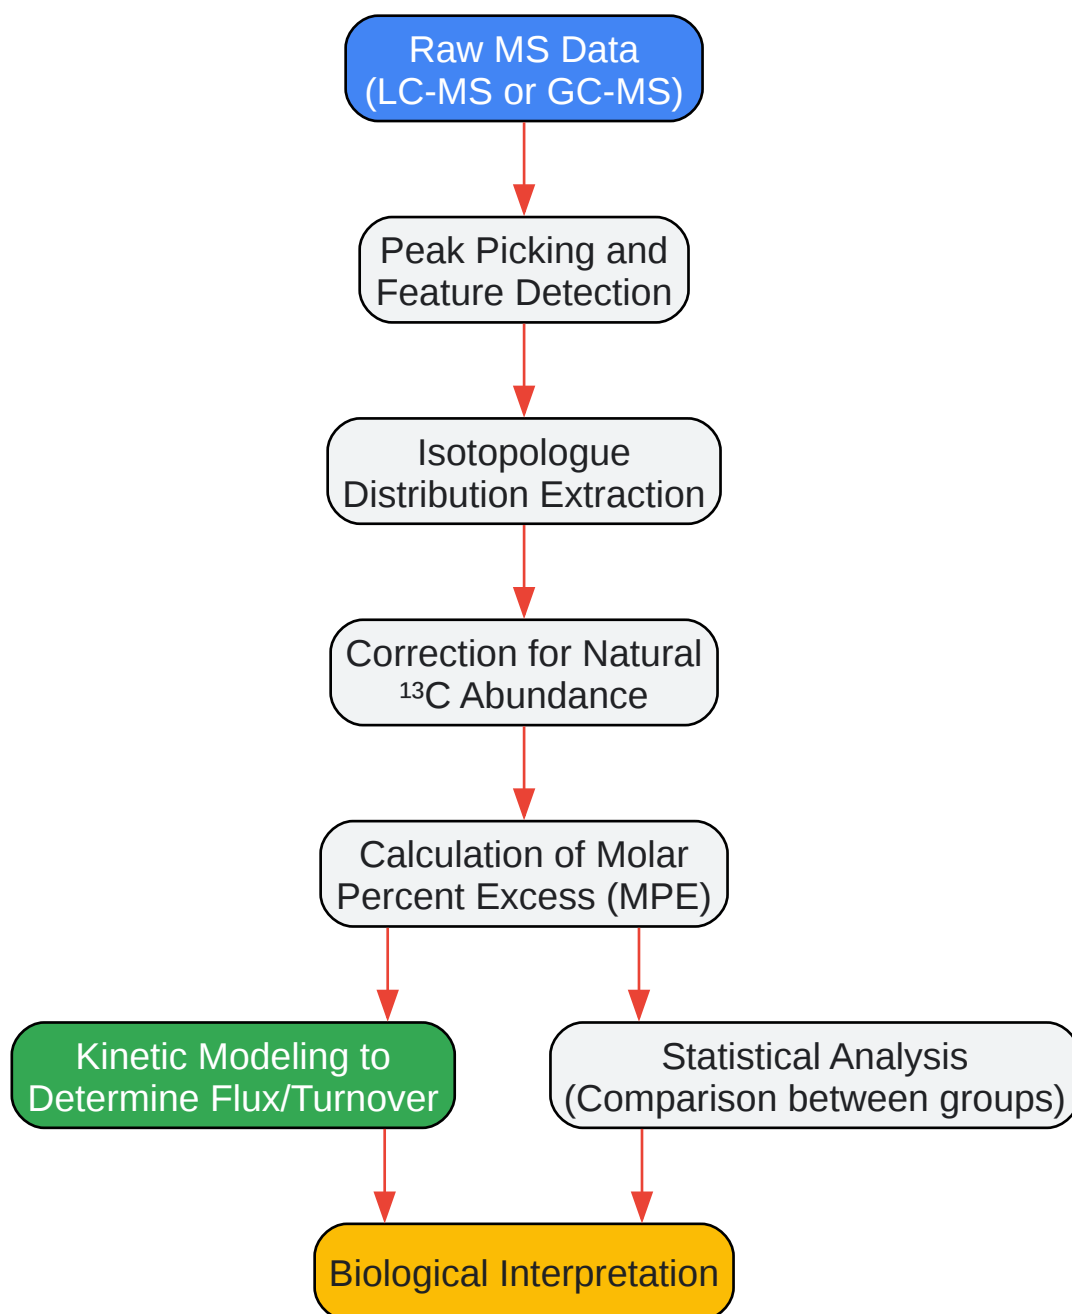 Raw MS Data
(LC-MS or GC-MS)
Peak Picking and
Feature Detection
Isotopologue
Distribution Extraction
Correction for Natural
¹³C Abundance
Calculation of Molar
Percent Excess (MPE)
Kinetic Modeling to
Determine Flux/Turnover
Statistical Analysis
(Comparison between groups)
Biological Interpretation